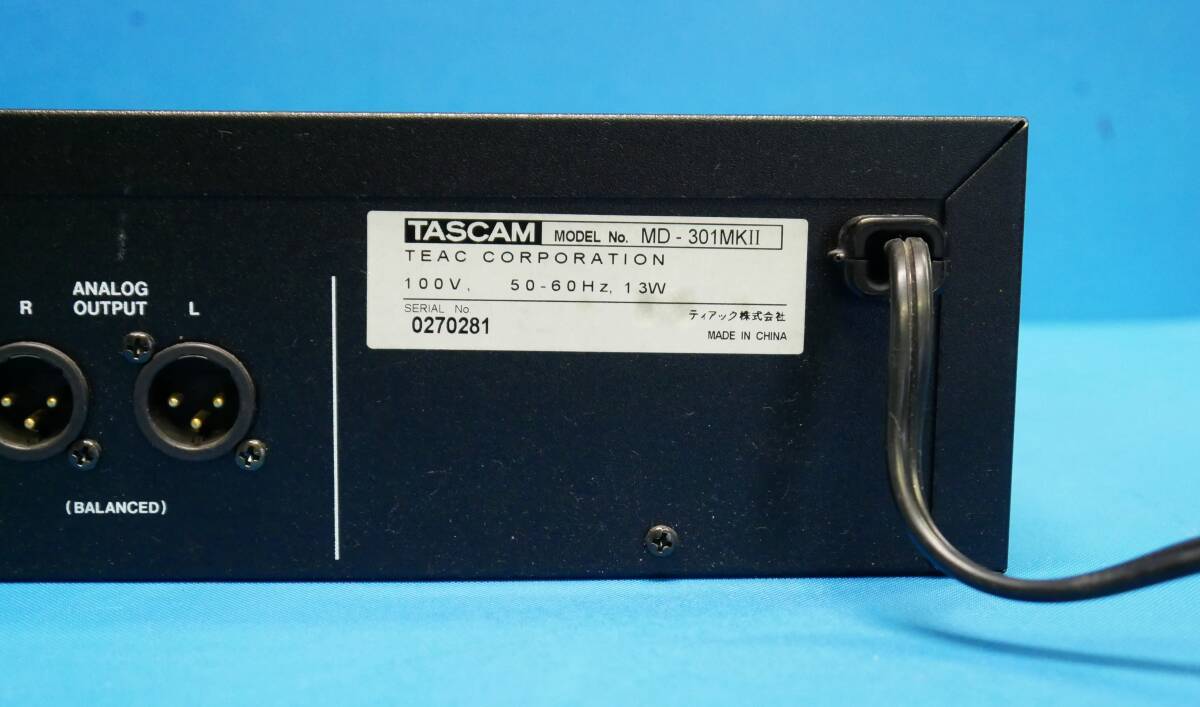 TASCAM MODEL No. MD - 301MKII
TEAC CORPORATION
100V, 50-60Hz, 13W
SERIAL No.
0270281
ティアック株式会社
MADE IN CHINA
R ANALOG OUTPUT L
(BALANCED)